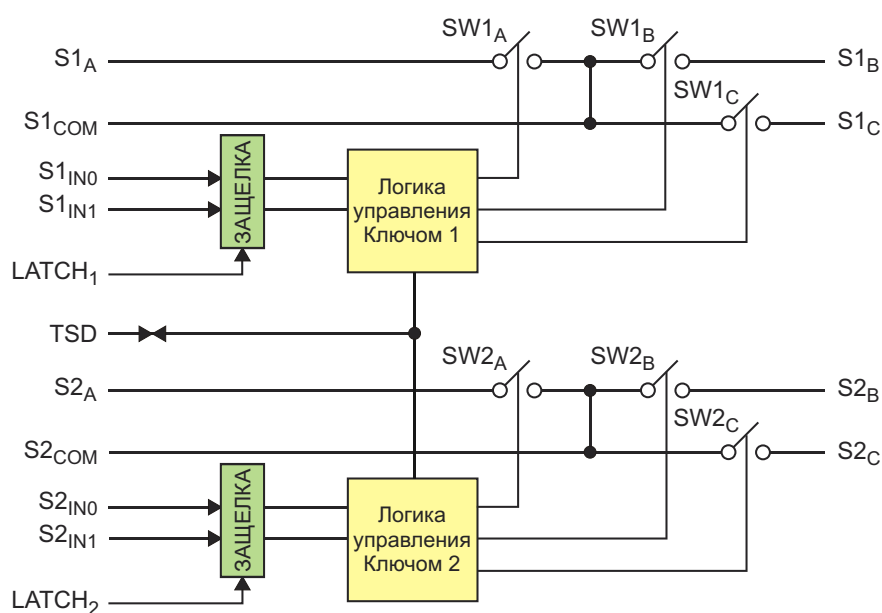 SW1A
SW1B
S1A
S1B
SW1C
S1COM
S1C
S1IN0
S1IN1
ЗАЩЕЛКА
Логика
управления
Ключом 1
LATCH1
TSD
SW2A
SW2B
S2A
S2B
SW2C
S2COM
S2C
S2IN0
S2IN1
ЗАЩЕЛКА
Логика
управления
Ключом 2
LATCH2